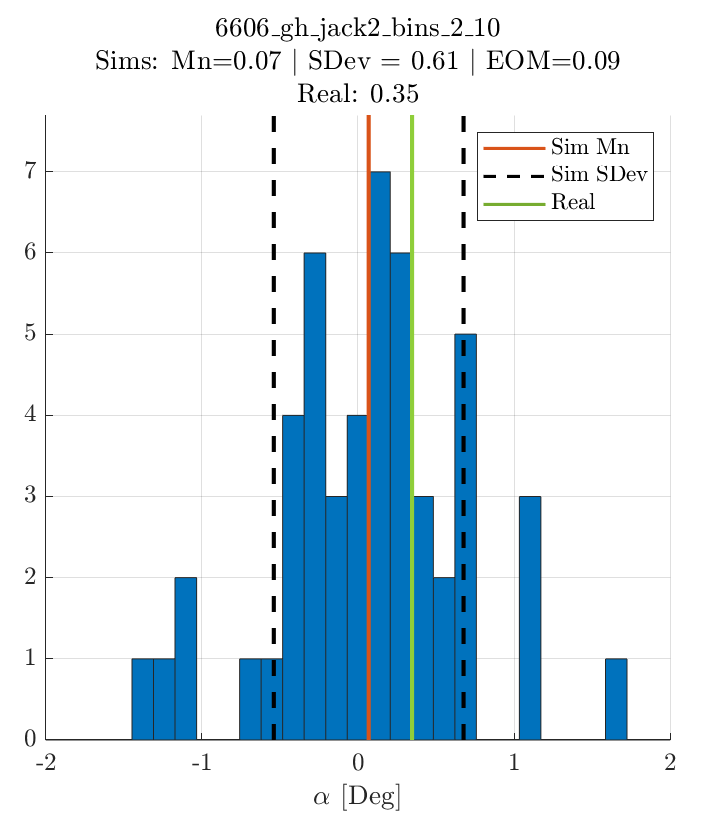 6606_gh_jack2_bins_2_10
Sims: Mn=0.07 | SDev = 0.61 | EOM=0.09
Real: 0.35
Sim Mn
Sim SDev
Real
7
6
5
4
3
2
1
0
-2 -1 0 1 2
α [Deg]